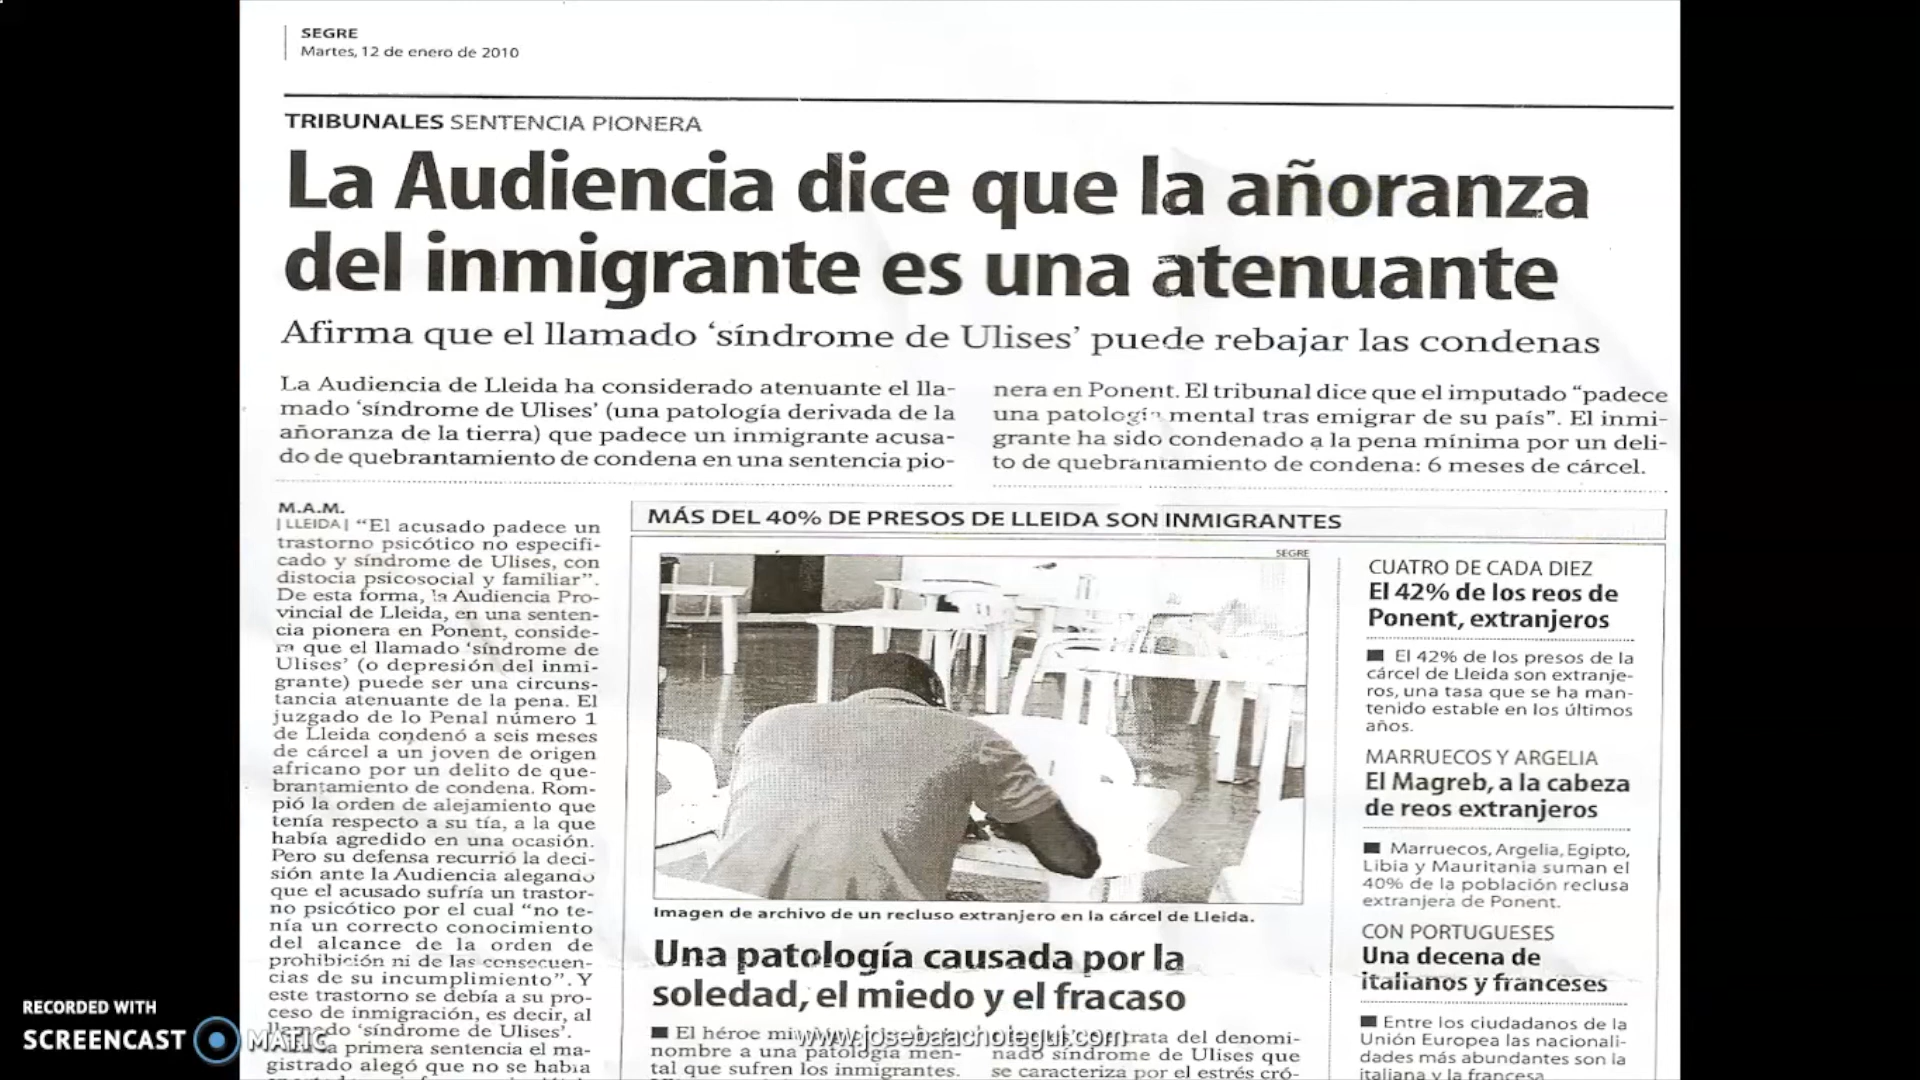 SEGRE
Martes, 12 de enero de 2010
TRIBUNALES SENTENCIA PIONERA
La Audiencia dice que la añoranza
del inmigrante es una atenuante
Afirma que el llamado ‘síndrome de Ulises’ puede rebajar las condenas
La Audiencia de Lleida ha considerado atenuante el lla-
mado ‘síndrome de Ulises’ (una patología derivada de la
añoranza de la tierra) que padece un inmigrante acusa-
do de quebrantamiento de condena en una sentencia pio-
nera en Ponent. El tribunal dice que el imputado “padece
una patología mental tras emigrar de su país”. El inmi-
grante ha sido condenado a la pena mínima por un deli-
to de quebrantamiento de condena: 6 meses de cárcel.
M.A.M.
| LLEIDA | “El acusado padece un
trastorno psicótico no especifi-
cado y síndrome de Ulises, con
distocia psicosocial y familiar”.
De esta forma, la Audiencia Pro-
vincial de Lleida, en una senten-
cia pionera en Ponent, conside-
ra que el llamado ‘síndrome de
Ulises’ (o depresión del inmi-
grante) puede ser una circuns-
tancia atenuante de la pena. El
juzgado de lo Penal número 1
de Lleida condenó a seis meses
de cárcel a un joven de origen
africano por un delito de que-
brantamiento de condena. Rom-
pió la orden de alejamiento que
tenía respecto a su tía, a la que
había agredido en una ocasión.
Pero su defensa recurrió la deci-
sión ante la Audiencia alegando
que el acusado sufría un trastor-
no psicótico por el cual “no te-
nía un correcto conocimiento
del alcance de la orden de
prohibición ni de las consecuen-
cias de su incumplimiento”. Y
este trastorno se debía a su pro-
ceso de inmigración, es decir, al
llamado ‘síndrome de Ulises’.
a primera sentencia el ma-
gistrado alegó que no se había
MÁS DEL 40% DE PRESOS DE LLEIDA SON INMIGRANTES
SEGRE
Imagen de archivo de un recluso extranjero en la cárcel de Lleida.
Una patología causada por la
soledad, el miedo y el fracaso
■ El héroe
nombre a una patología men-
tal que sufren los inmigrantes.
trata del denomi-
nado síndrome de Ulises que
se caracteriza por el estrés cró-
CUATRO DE CADA DIEZ
El 42% de los reos de
Ponent, extranjeros
■ El 42% de los presos de la
cárcel de Lleida son extranje-
ros, una tasa que se ha man-
tenido estable en los últimos
años.
MARRUECOS Y ARGELIA
El Magreb, a la cabeza
de reos extranjeros
■ Marruecos, Argelia, Egipto,
Libia y Mauritania suman el
40% de la población reclusa
extranjera de Ponent.
CON PORTUGUESES
Una decena de
italianos y franceses
■ Entre los ciudadanos de la
Unión Europea las nacionali-
dades más abundantes son la
italiana y la francesa
www.josebaachotegui.com
RECORDED WITH
SCREENCAST MATIC